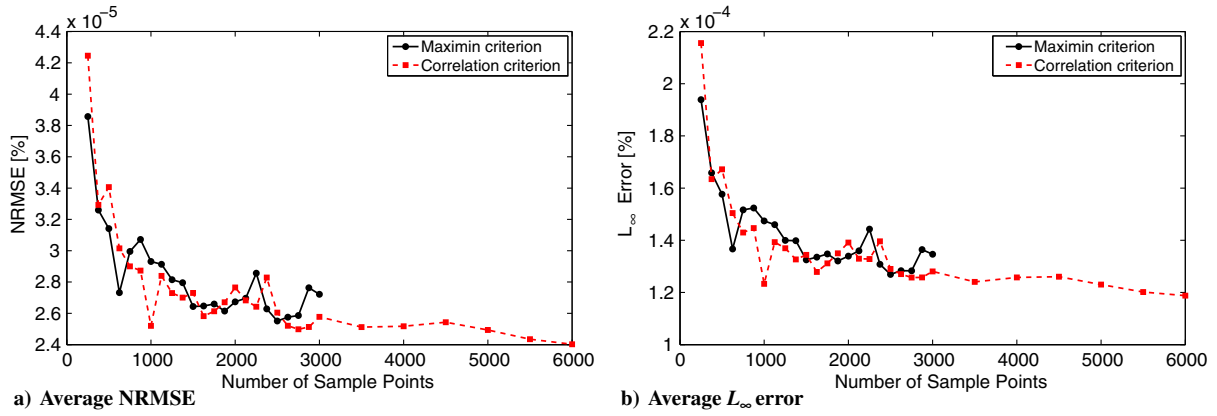 x 10⁻⁵
4.4
4.2
4
3.8
3.6
3.4
3.2
3
2.8
2.6
2.4
NRMSE [%]
Maximin criterion
Correlation criterion
0 1000 2000 3000 4000 5000 6000
Number of Sample Points
a) Average NRMSE
x 10⁻⁴
2.2
2
1.8
1.6
1.4
1.2
1
L∞ Error [%]
Maximin criterion
Correlation criterion
0 1000 2000 3000 4000 5000 6000
Number of Sample Points
b) Average L∞ error